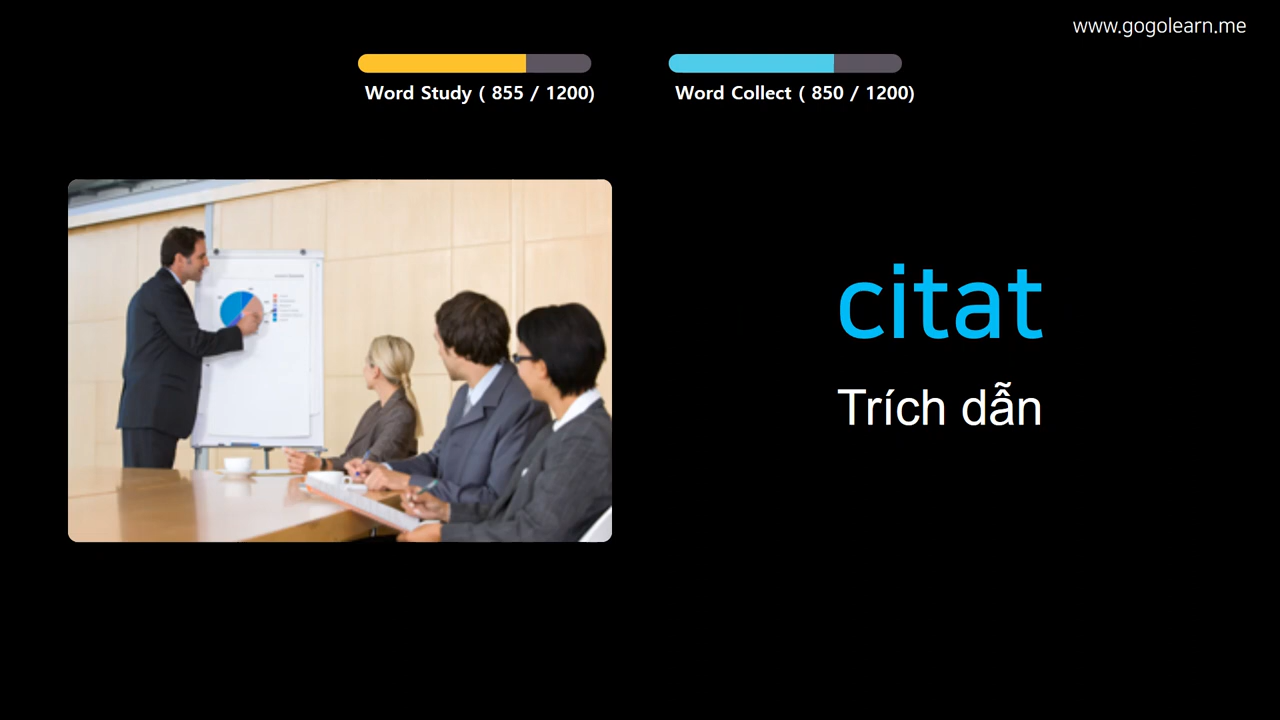 www.gogolearn.me
Word Study ( 855 / 1200)
Word Collect ( 850 / 1200)
citat
Trích dẫn